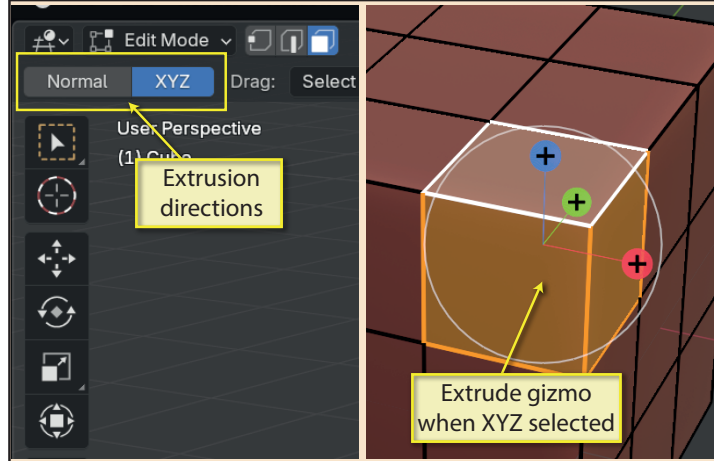 Edit Mode
Normal XYZ Drag: Select
User Perspective
(1) Cube
Extrusion
directions
Extrude gizmo
when XYZ selected